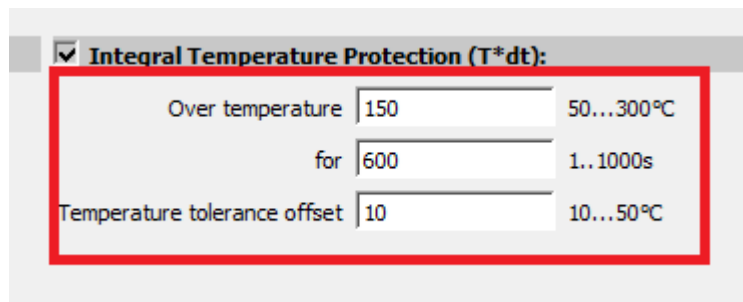 Integral Temperature Protection (T*dt):
Over temperature 150 50...300°C
for 600 1..1000s
Temperature tolerance offset 10 10...50°C